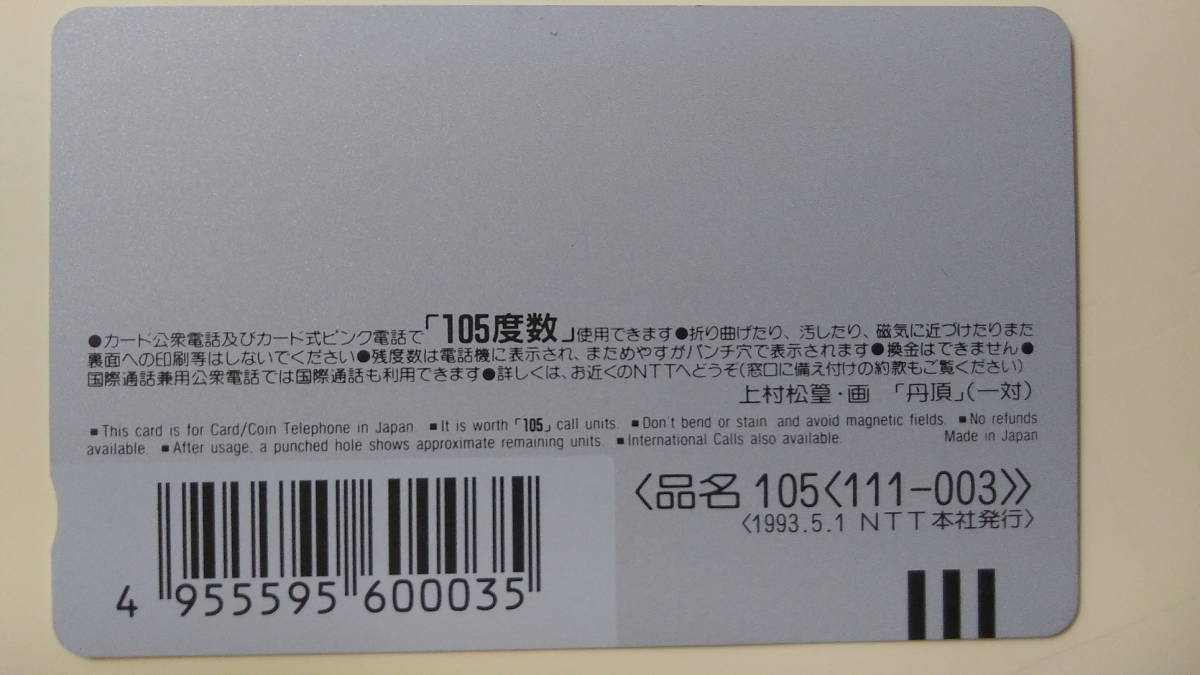 ●カード公衆電話及びカード式ピンク電話で「105度数」使用できます●折り曲げたり、汚したり、磁気に近づけたりまた
裏面への印刷等はしないでください●残度数は電話機に表示され、まためやすがパンチ穴で表示されます●換金はできません●
国際通話兼用公衆電話では国際通話も利用できます●詳しくは、お近くのNTTへどうぞ(窓口に備え付けの約款もご覧ください)
上村松篁・画 「丹頂」(一対)
■This card is for Card/Coin Telephone in Japan. ■It is worth「105」call units. ■Don't bend or stain and avoid magnetic fields. ■No refunds
available. ■After usage, a punched hole shows approximate remaining units. ■International Calls also available. Made in Japan
〈品名 105〈111-003〉〉
〈1993.5.1 NTT本社発行〉
4 955595 600035